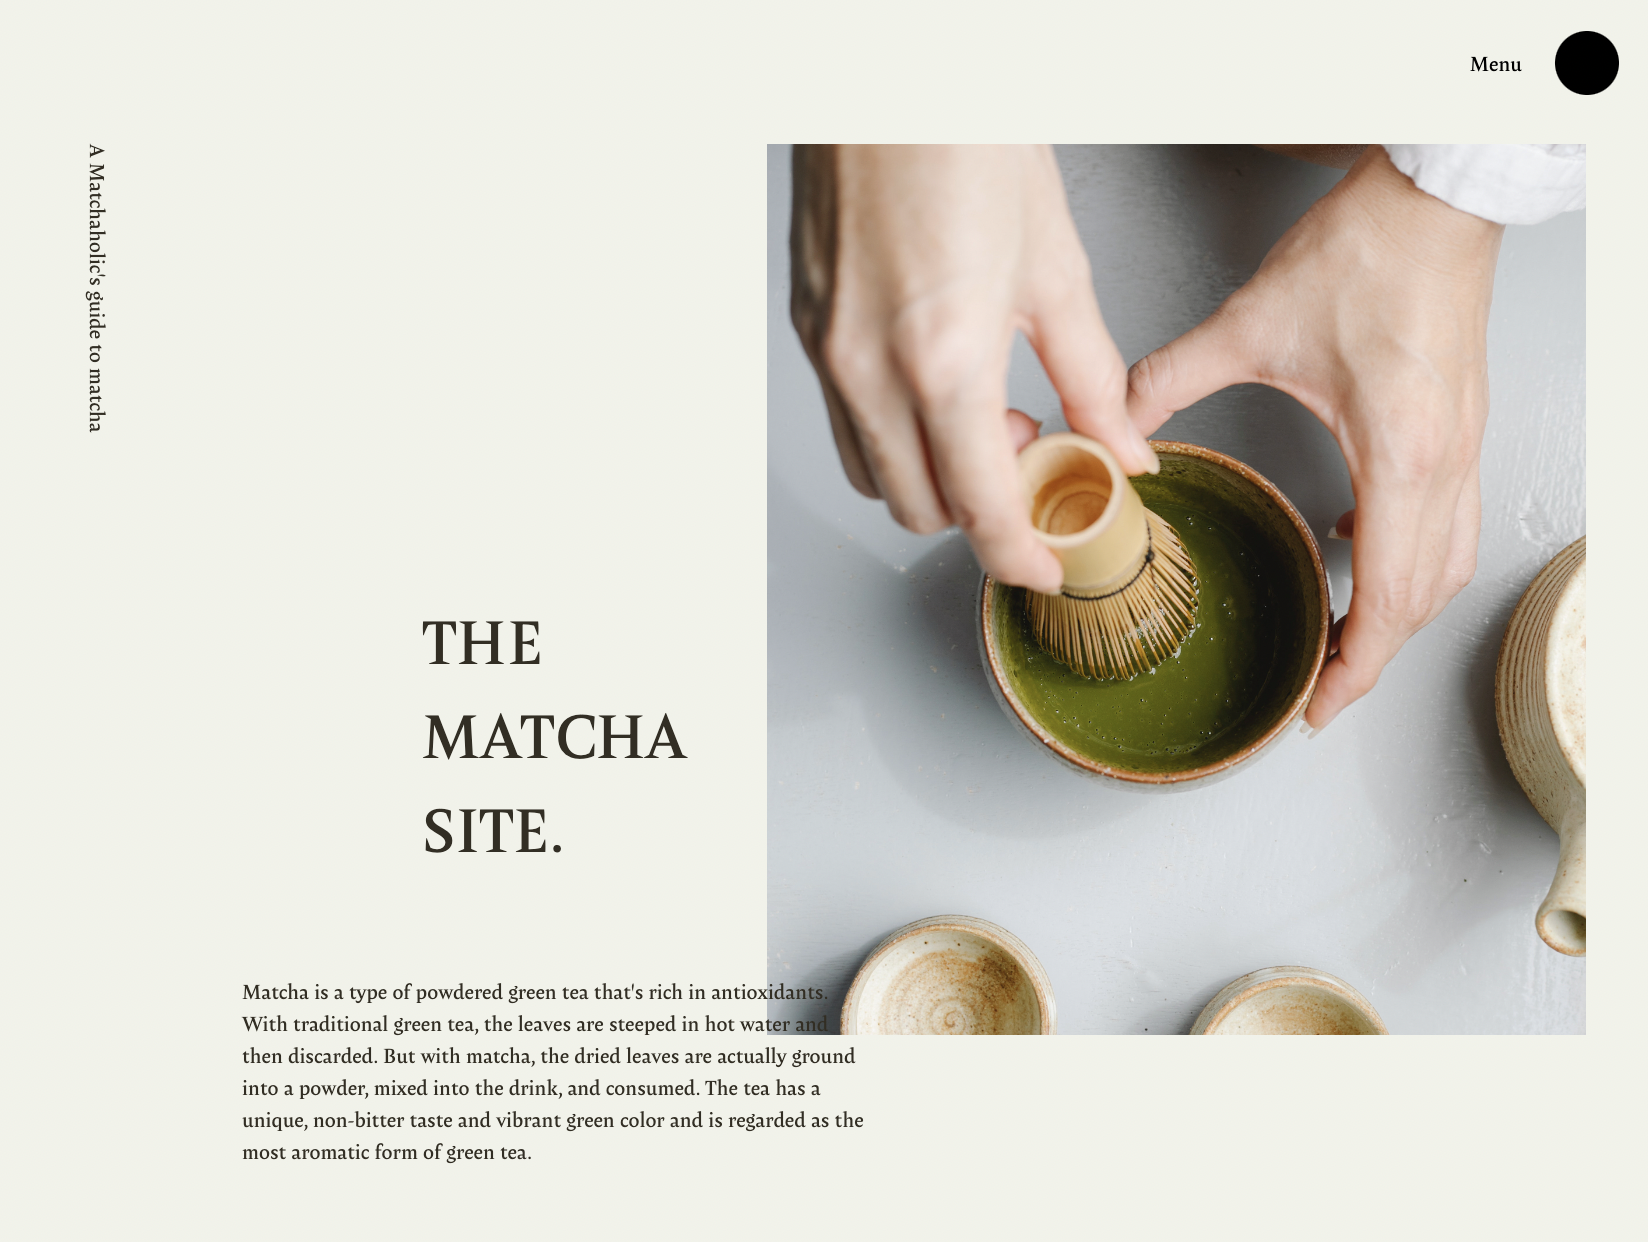 Menu
A Matchaholic's guide to matcha
THE
MATCHA
SITE.
Matcha is a type of powdered green tea that's rich in antioxidants.
With traditional green tea, the leaves are steeped in hot water and
then discarded. But with matcha, the dried leaves are actually ground
into a powder, mixed into the drink, and consumed. The tea has a
unique, non-bitter taste and vibrant green color and is regarded as the
most aromatic form of green tea.